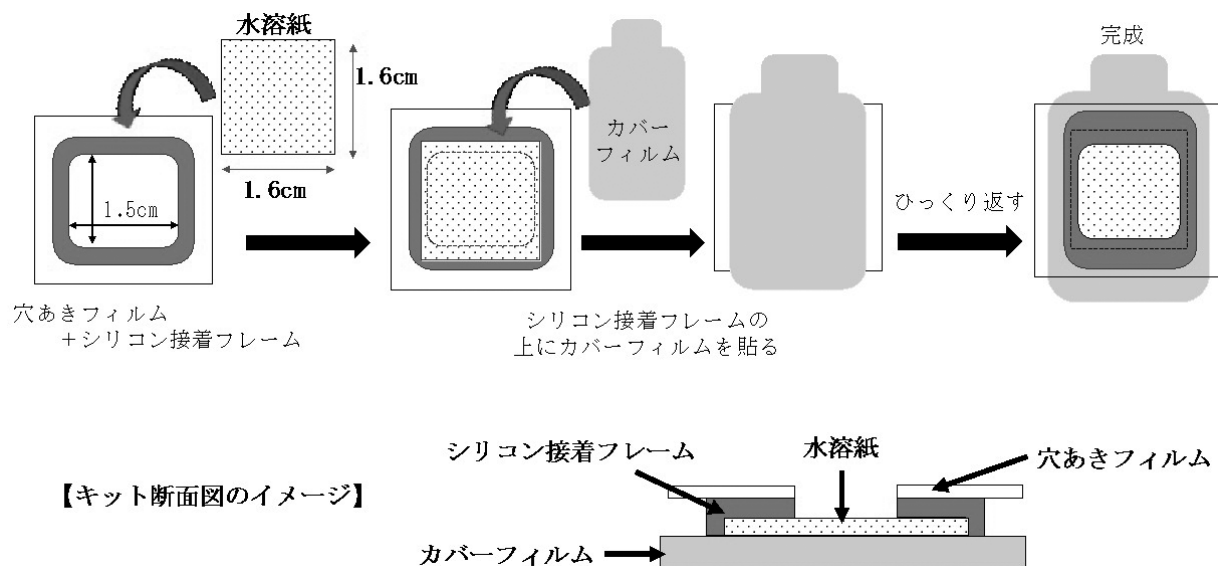 水溶紙
1.6cm
1.6cm
1.5cm
穴あきフィルム
+シリコン接着フレーム
カバー
フィルム
シリコン接着フレームの
上にカバーフィルムを貼る
ひっくり返す
完成
【キット断面図のイメージ】
シリコン接着フレーム
水溶紙
穴あきフィルム
カバーフィルム